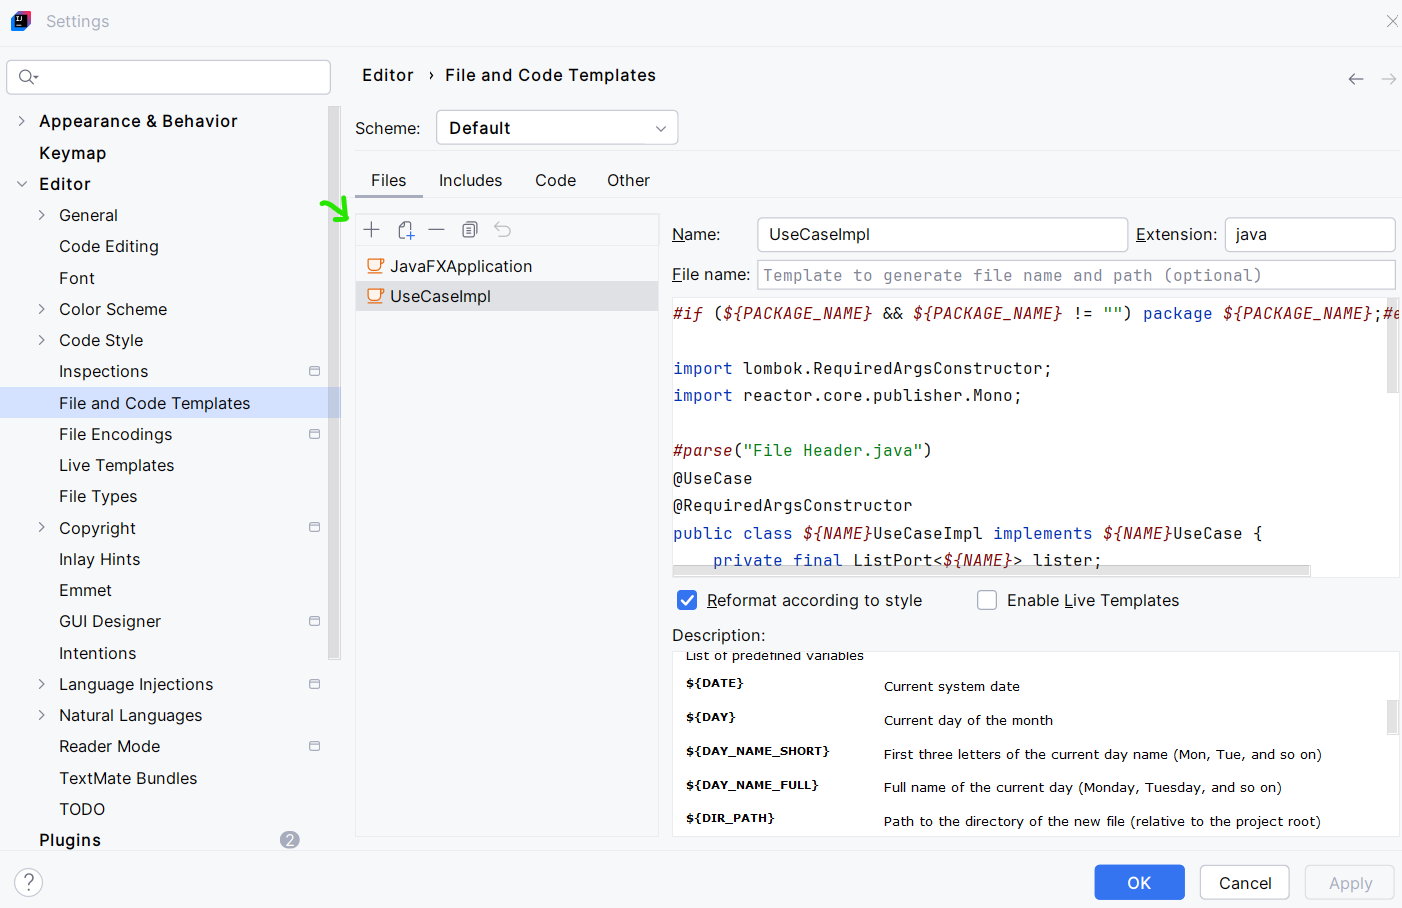 Settings
Editor › File and Code Templates
Scheme: Default
Files Includes Code Other
Appearance & Behavior
Keymap
Editor
General
Code Editing
Font
Color Scheme
Code Style
Inspections
File and Code Templates
File Encodings
Live Templates
File Types
Copyright
Inlay Hints
Emmet
GUI Designer
Intentions
Language Injections
Natural Languages
Reader Mode
TextMate Bundles
TODO
Plugins 2
JavaFXApplication
UseCaseImpl
Name: UseCaseImpl Extension: java
File name: Template to generate file name and path (optional)
#if (${PACKAGE_NAME} && ${PACKAGE_NAME} != "") package ${PACKAGE_NAME};#e
import lombok.RequiredArgsConstructor;
import reactor.core.publisher.Mono;
#parse("File Header.java")
@UseCase
@RequiredArgsConstructor
public class ${NAME}UseCaseImpl implements ${NAME}UseCase {
private final ListPort<${NAME}> lister;
Reformat according to style Enable Live Templates
Description:
List of predefined variables
${DATE} Current system date
${DAY} Current day of the month
${DAY_NAME_SHORT} First three letters of the current day name (Mon, Tue, and so on)
${DAY_NAME_FULL} Full name of the current day (Monday, Tuesday, and so on)
${DIR_PATH} Path to the directory of the new file (relative to the project root)
? OK Cancel Apply